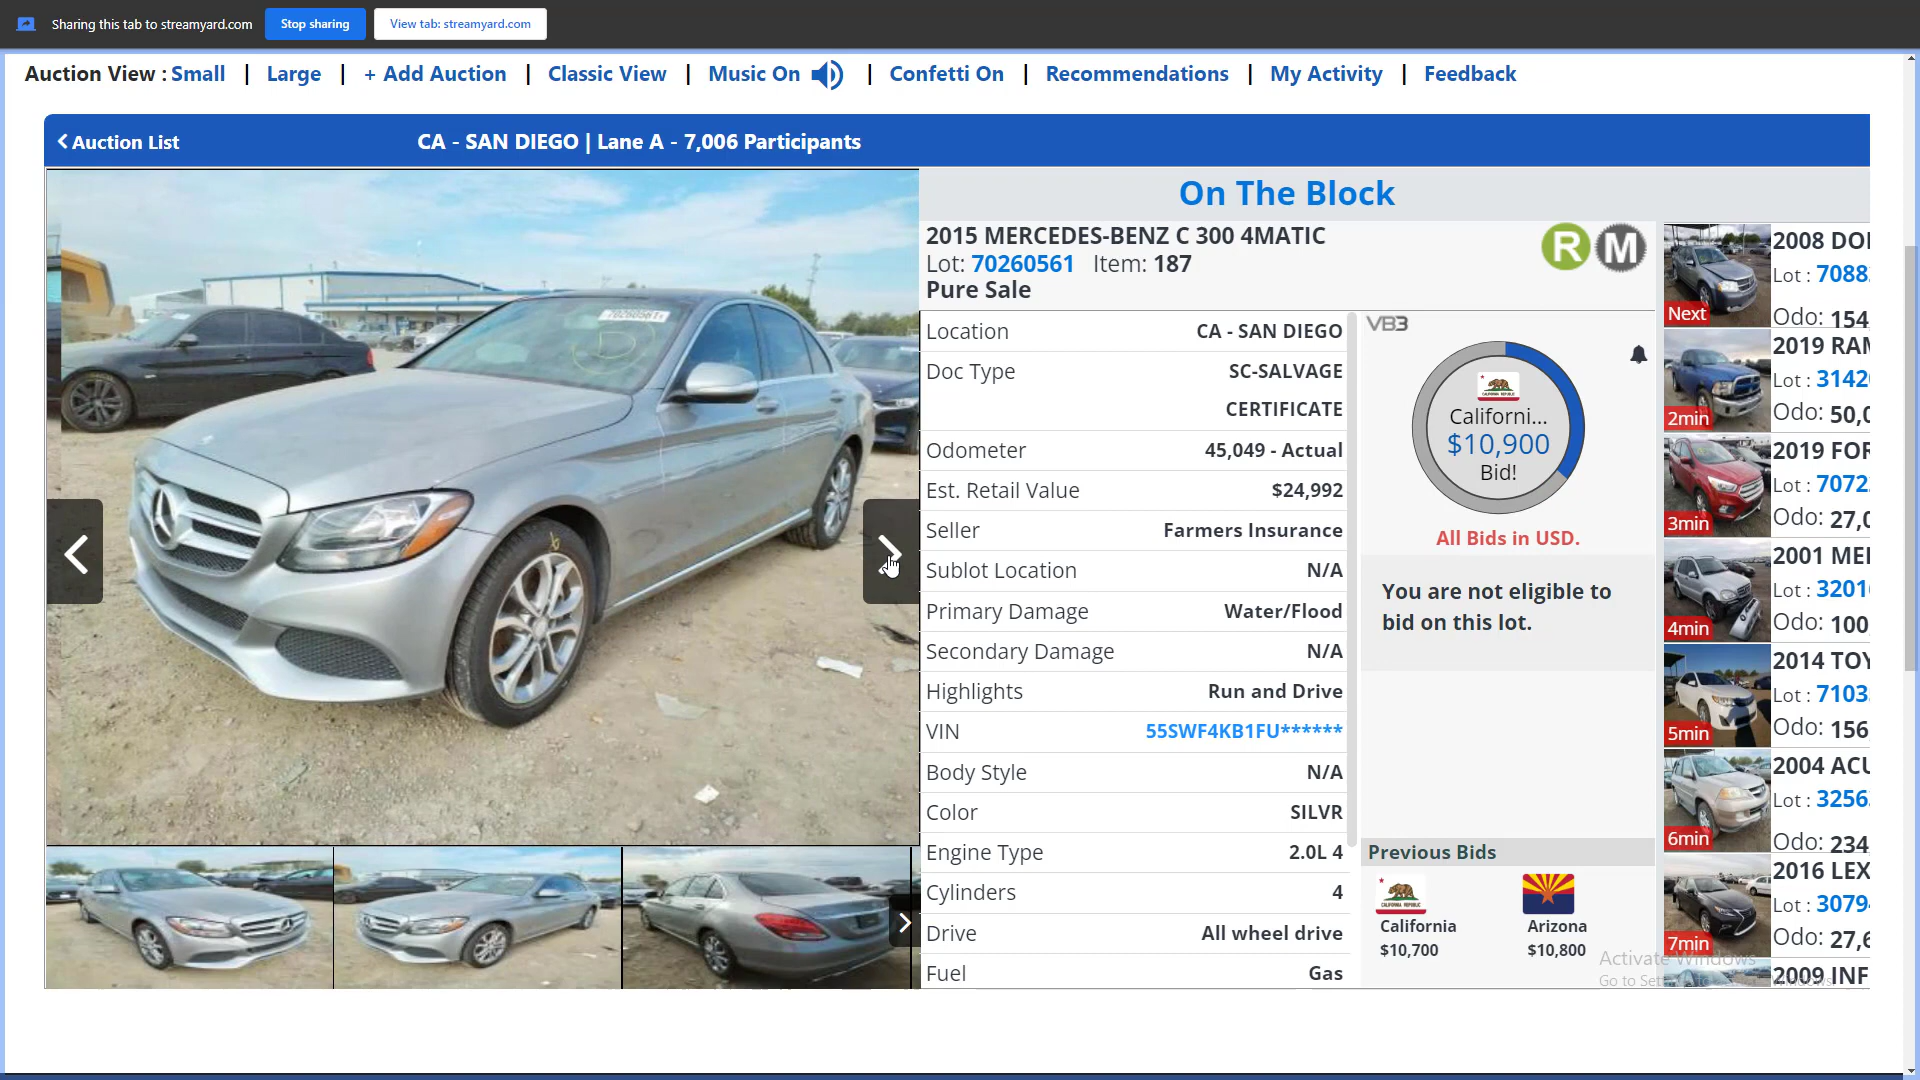 Sharing this tab to streamyard.com
Stop sharing
View tab: streamyard.com
Auction View : Small | Large | + Add Auction | Classic View | Music On | Confetti On | Recommendations | My Activity | Feedback
Auction List
CA - SAN DIEGO | Lane A - 7,006 Participants
On The Block
2015 MERCEDES-BENZ C 300 4MATIC
Lot: 70260561 Item: 187
Pure Sale
R M
Location CA - SAN DIEGO
Doc Type SC-SALVAGE
CERTIFICATE
Odometer 45,049 - Actual
Est. Retail Value $24,992
Seller Farmers Insurance
Sublot Location N/A
Primary Damage Water/Flood
Secondary Damage N/A
Highlights Run and Drive
VIN 55SWF4KB1FU******
Body Style N/A
Color SILVR
Engine Type 2.0L 4
Cylinders 4
Drive All wheel drive
Fuel Gas
VB3
Californi...
$10,900
Bid!
All Bids in USD.
You are not eligible to
bid on this lot.
Previous Bids
California
$10,700
Arizona
$10,800
Next
2008 DO
Lot : 7088
Odo: 154
2min
2019 RA
Lot : 3142
Odo: 50,0
3min
2019 FOR
Lot : 7072
Odo: 27,0
4min
2001 ME
Lot : 3201
Odo: 100,
5min
2014 TOY
Lot : 7103
Odo: 156
6min
2004 ACU
Lot : 3256
Odo: 234
7min
2016 LEX
Lot : 3079
Odo: 27,6
2009 INF
Activate Windows
Go to Set